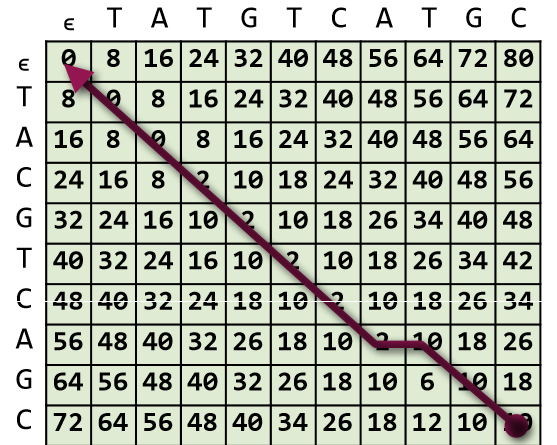 ϵ T A T G T C A T G C
ϵ 0 8 16 24 32 40 48 56 64 72 80
T 8 0 8 16 24 32 40 48 56 64 72
A 16 8 0 8 16 24 32 40 48 56 64
C 24 16 8 2 10 18 24 32 40 48 56
G 32 24 16 10 2 10 18 26 34 40 48
T 40 32 24 16 10 2 10 18 26 34 42
C 48 40 32 24 18 10 2 10 18 26 34
A 56 48 40 32 26 18 10 2 10 18 26
G 64 56 48 40 32 26 18 10 6 10 18
C 72 64 56 48 40 34 26 18 12 10